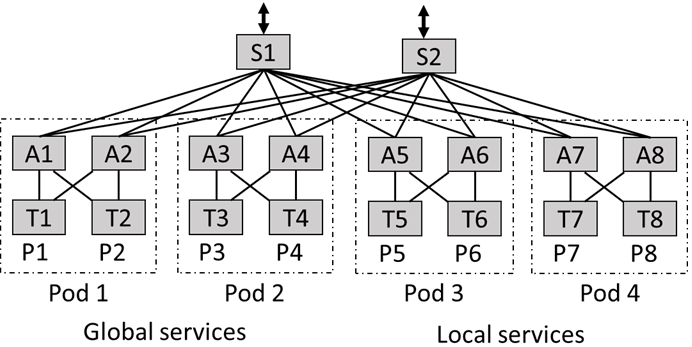 S1 S2
A1 A2 A3 A4 A5 A6 A7 A8
T1 T2 T3 T4 T5 T6 T7 T8
P1 P2 P3 P4 P5 P6 P7 P8
Pod 1 Pod 2 Pod 3 Pod 4
Global services Local services